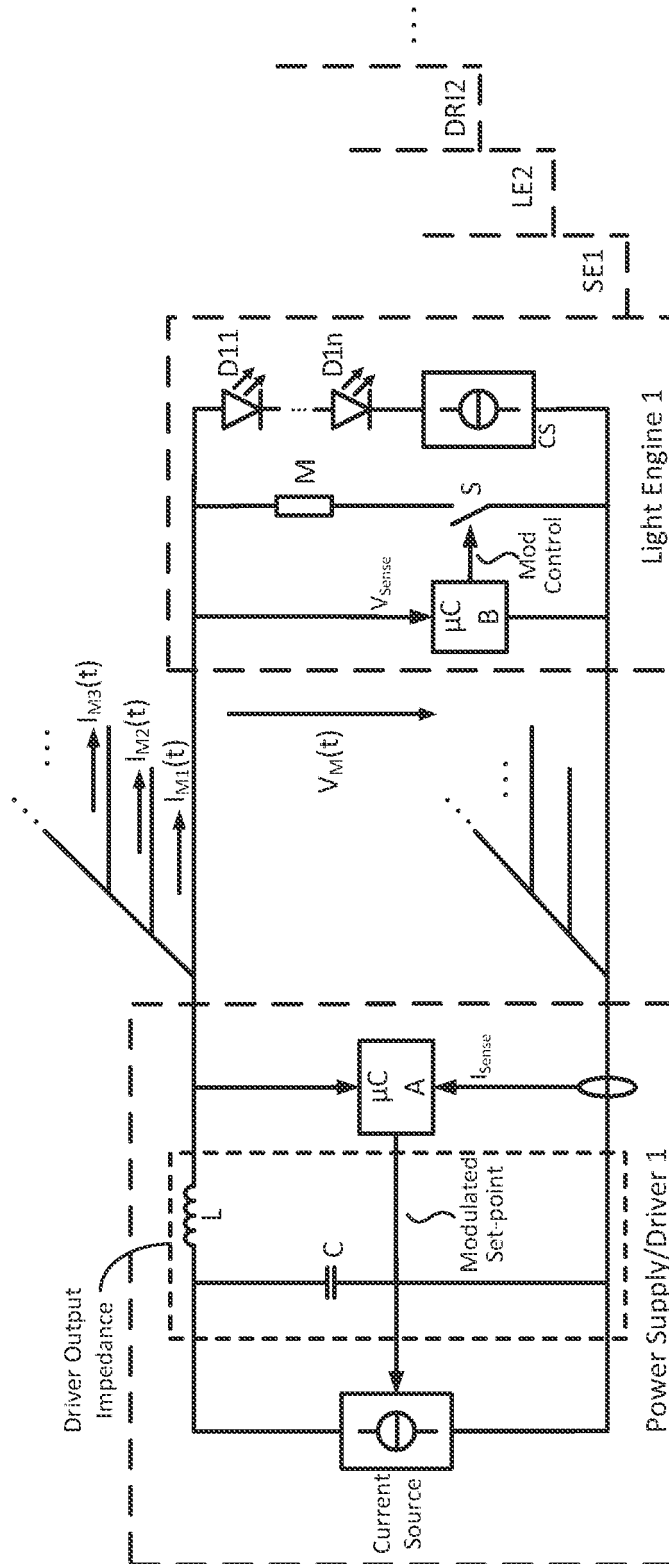 Driver Output
Impedance
L
C
Current
Source
Modulated
Set-point
µC
A
I_Sense
Power Supply/Driver 1
...
I_M3(t)
I_M2(t)
I_M1(t)
...
V_M(t)
...
V_Sense
µC
B
Mod
Control
M
S
D11
...
D1n
CS
Light Engine 1
SE1
LE2
DRI2
...